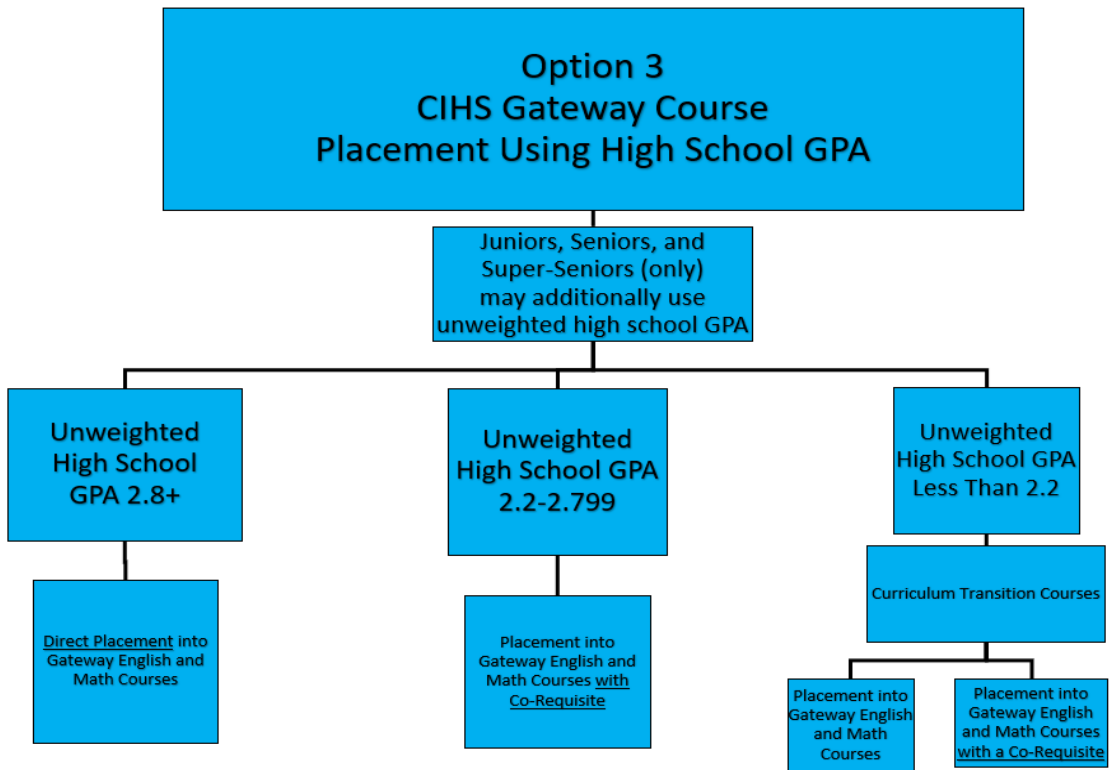 Option 3
CIHS Gateway Course
Placement Using High School GPA
Juniors, Seniors, and
Super-Seniors (only)
may additionally use
unweighted high school GPA
Unweighted
High School
GPA 2.8+
Unweighted
High School GPA
2.2-2.799
Unweighted
High School GPA
Less Than 2.2
Direct Placement into
Gateway English and
Math Courses
Placement into
Gateway English and
Math Courses with
Co-Requisite
Curriculum Transition Courses
Placement into
Gateway English
and Math
Courses
Placement into
Gateway English
and Math Courses
with a Co-Requisite